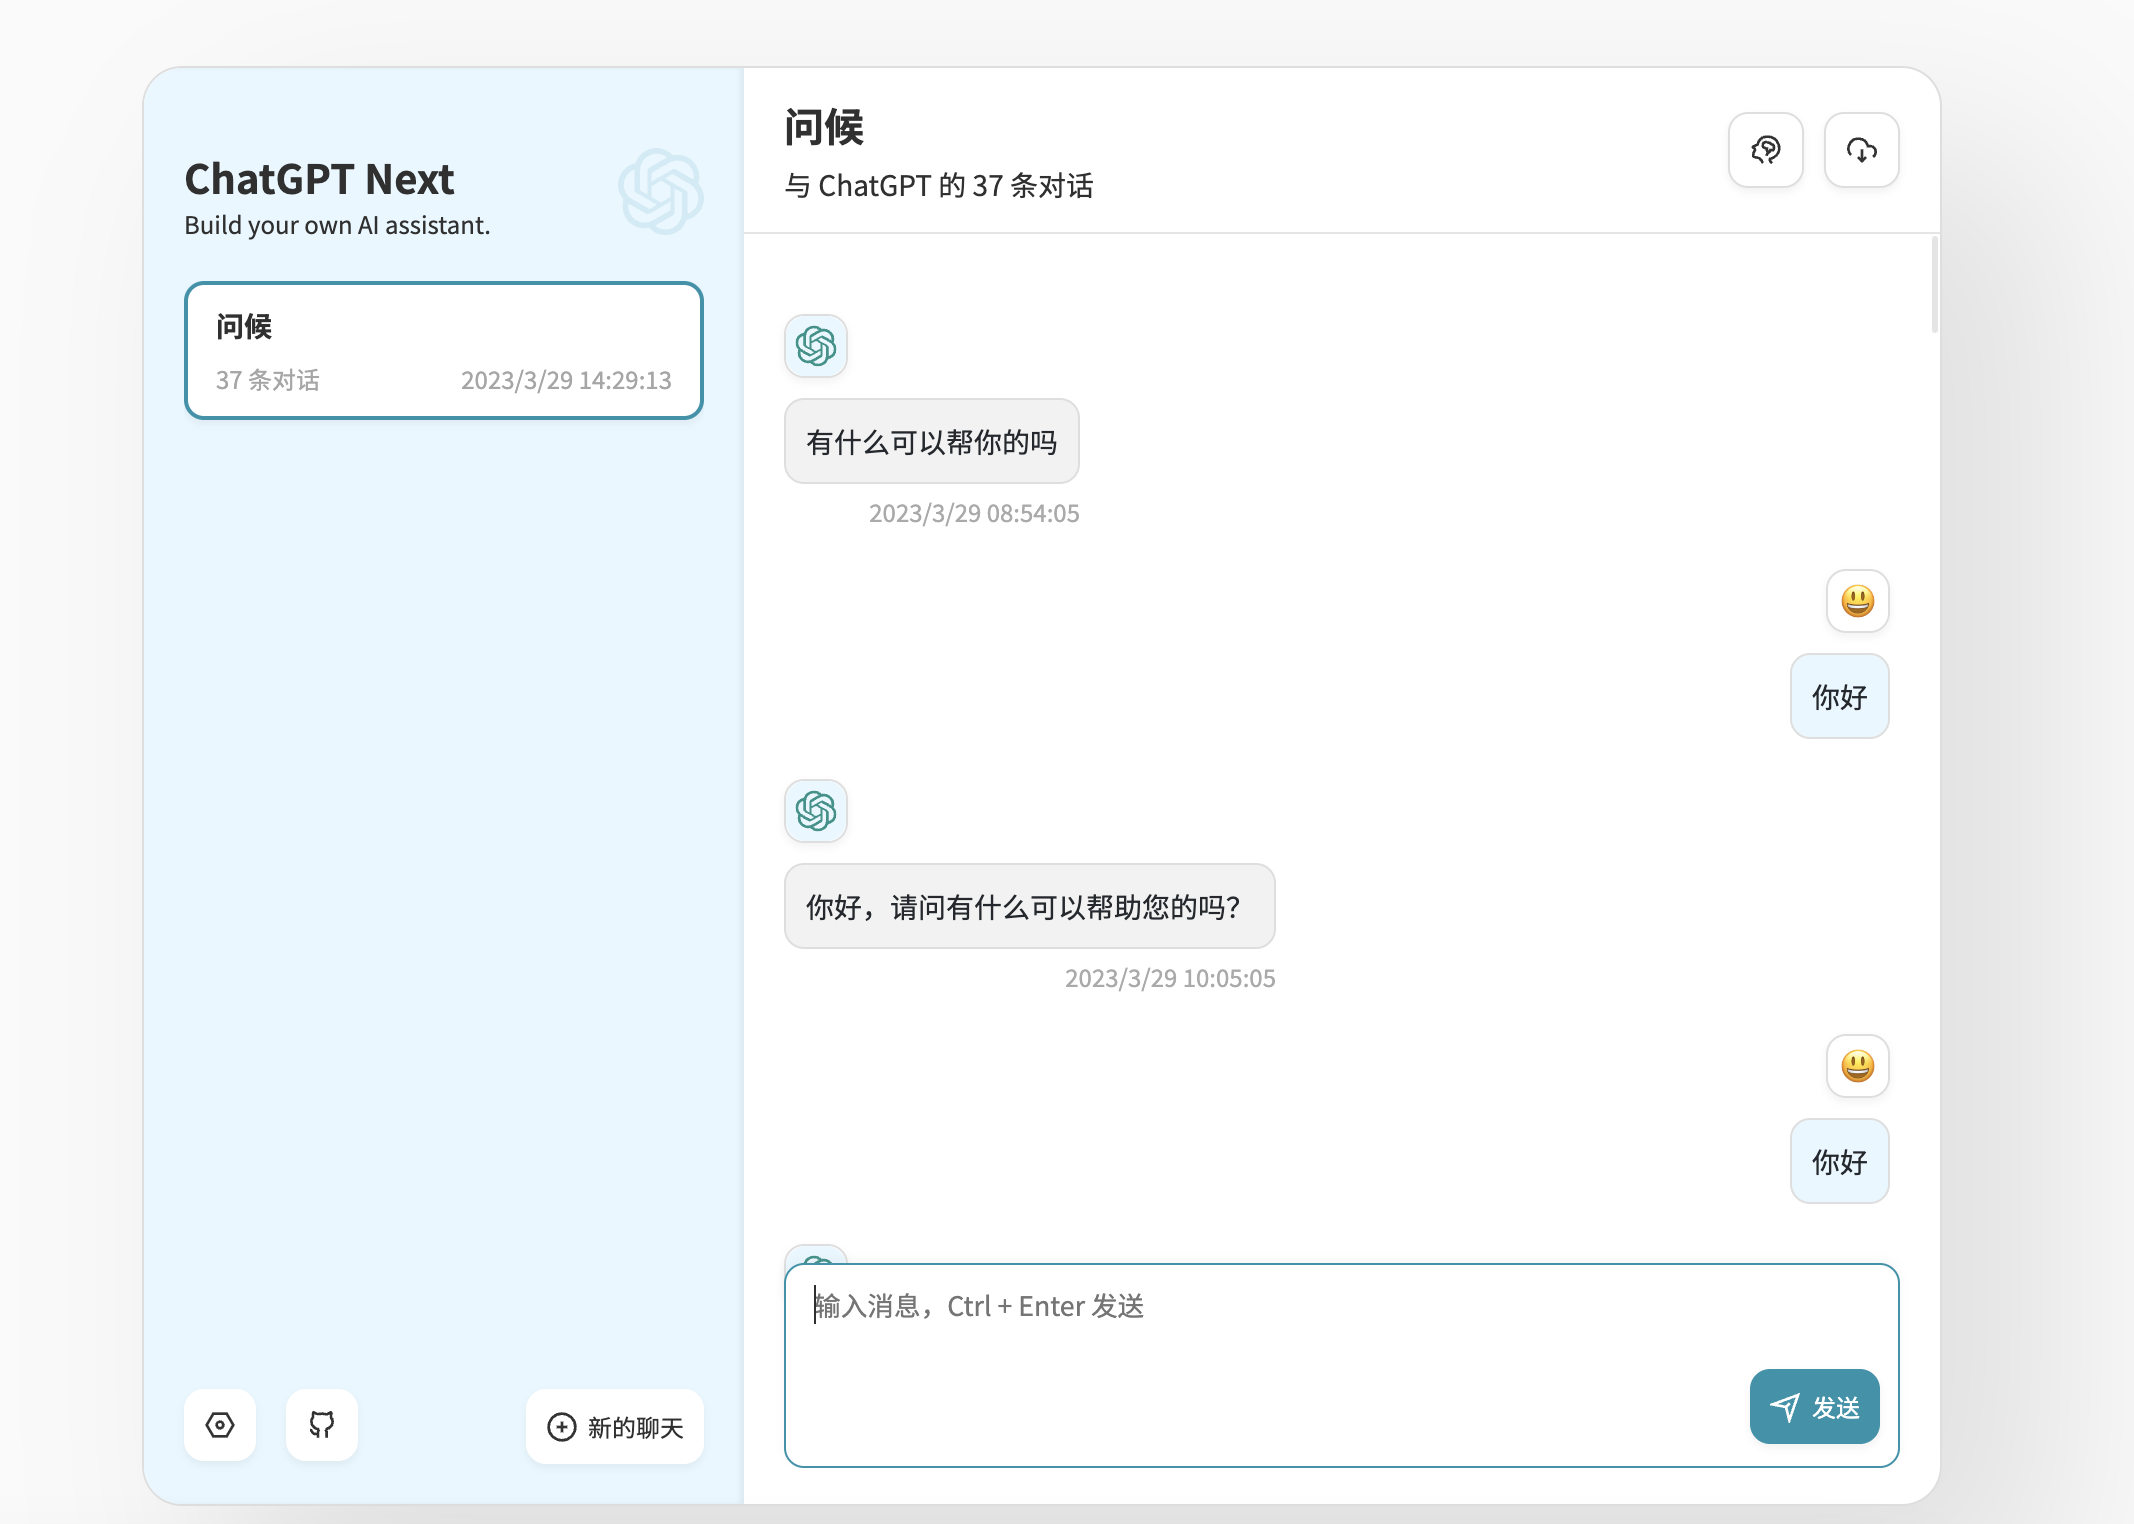 ChatGPT Next
Build your own AI assistant.
问候
37 条对话
2023/3/29 14:29:13
新的聊天
问候
与 ChatGPT 的 37 条对话
有什么可以帮你的吗
2023/3/29 08:54:05
你好
你好，请问有什么可以帮助您的吗？
2023/3/29 10:05:05
你好
输入消息，Ctrl + Enter 发送
发送